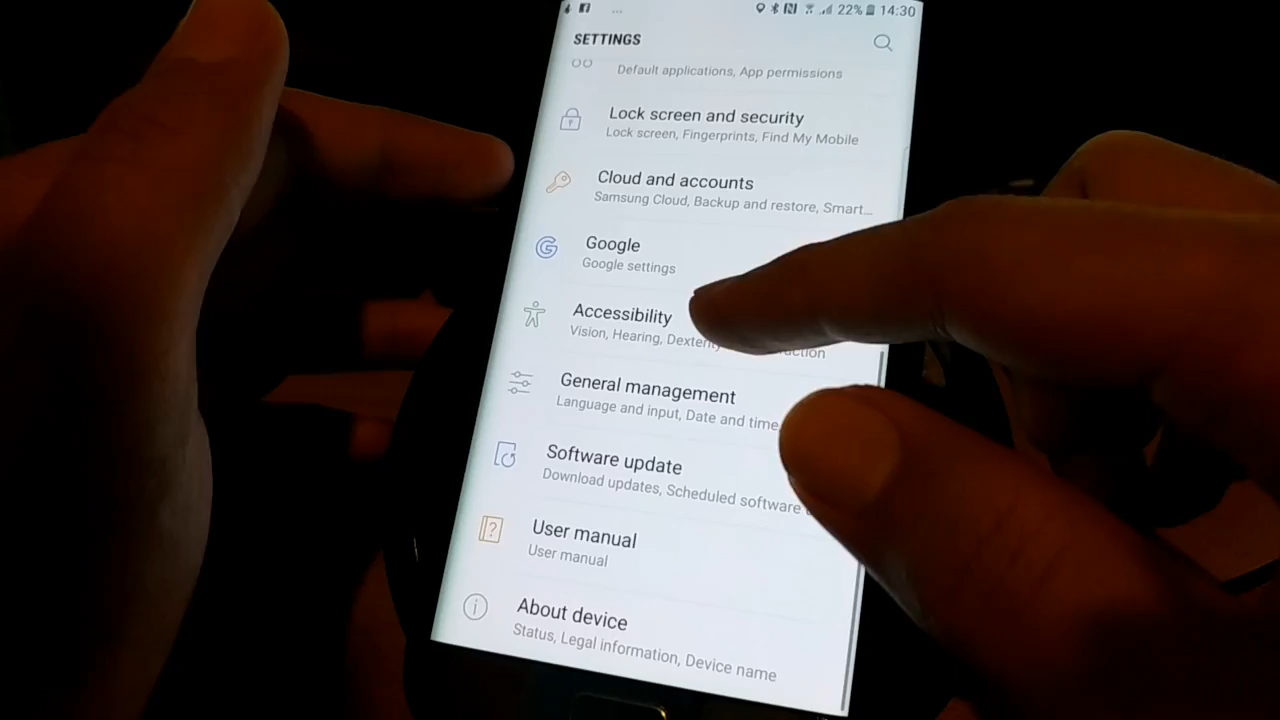 22% 14:30
SETTINGS
Default applications, App permissions
Lock screen and security
Lock screen, Fingerprints, Find My Mobile
Cloud and accounts
Samsung Cloud, Backup and restore, Smart...
Google
Google settings
Accessibility
Vision, Hearing,
General management
Language and input, Date and time
Software update
Download updates, Scheduled software
User manual
User manual
About device
Status, Legal information, Device name